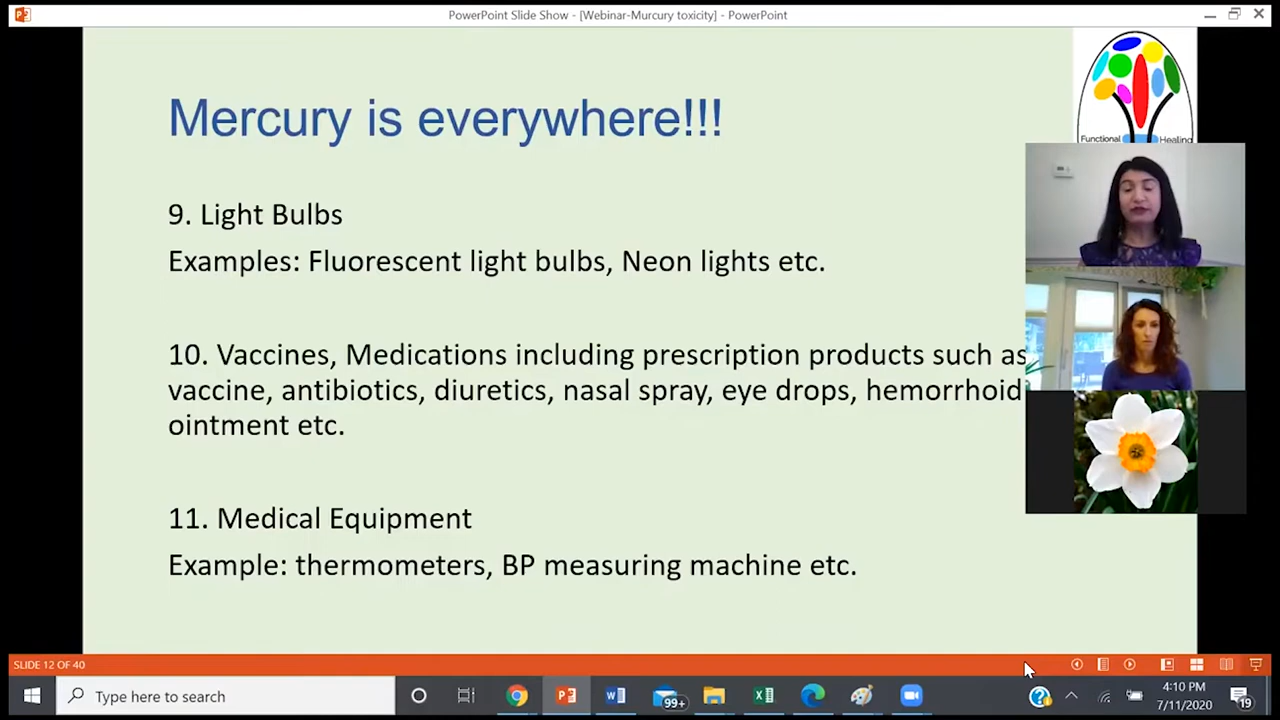 PowerPoint Slide Show - [Webinar-Murcury toxicity] - PowerPoint
Mercury is everywhere!!!
Functional Healing
9. Light Bulbs
Examples: Fluorescent light bulbs, Neon lights etc.
10. Vaccines, Medications including prescription products such as
vaccine, antibiotics, diuretics, nasal spray, eye drops, hemorrhoid
ointment etc.
11. Medical Equipment
Example: thermometers, BP measuring machine etc.
SLIDE 12 OF 40
Type here to search
99+
4:10 PM
7/11/2020
19